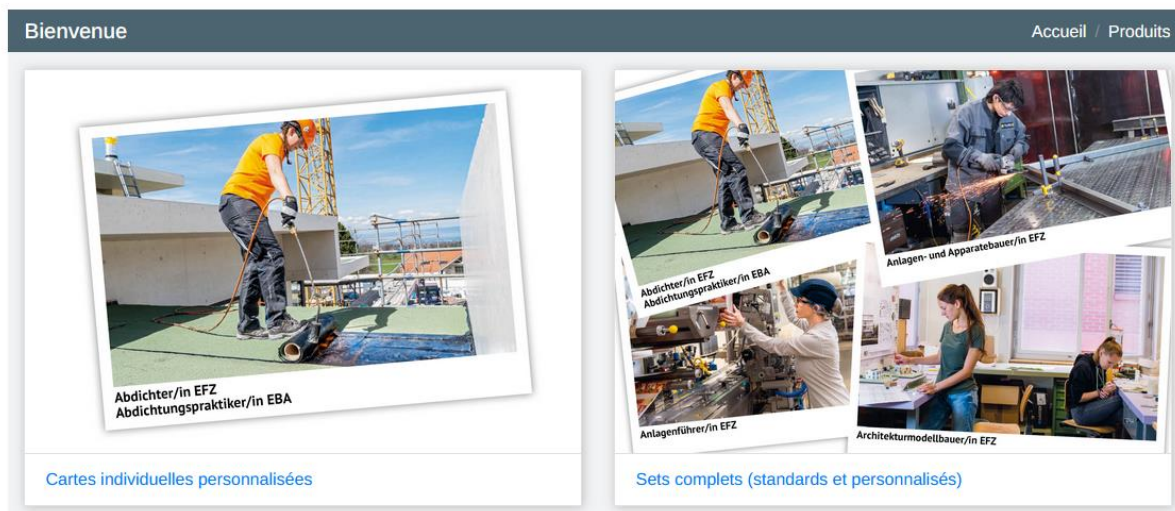 Bienvenue
Accueil / Produits
Abdichter/in EFZ
Abdichtungspraktiker/in EBA
Cartes individuelles personnalisées
Abdichter/in EFZ
Abdichtungspraktiker/in EBA
Anlagen- und Apparatebauer/in EFZ
Anlagenführer/in EFZ
Architekturmodellbauer/in EFZ
Sets complets (standards et personnalisés)